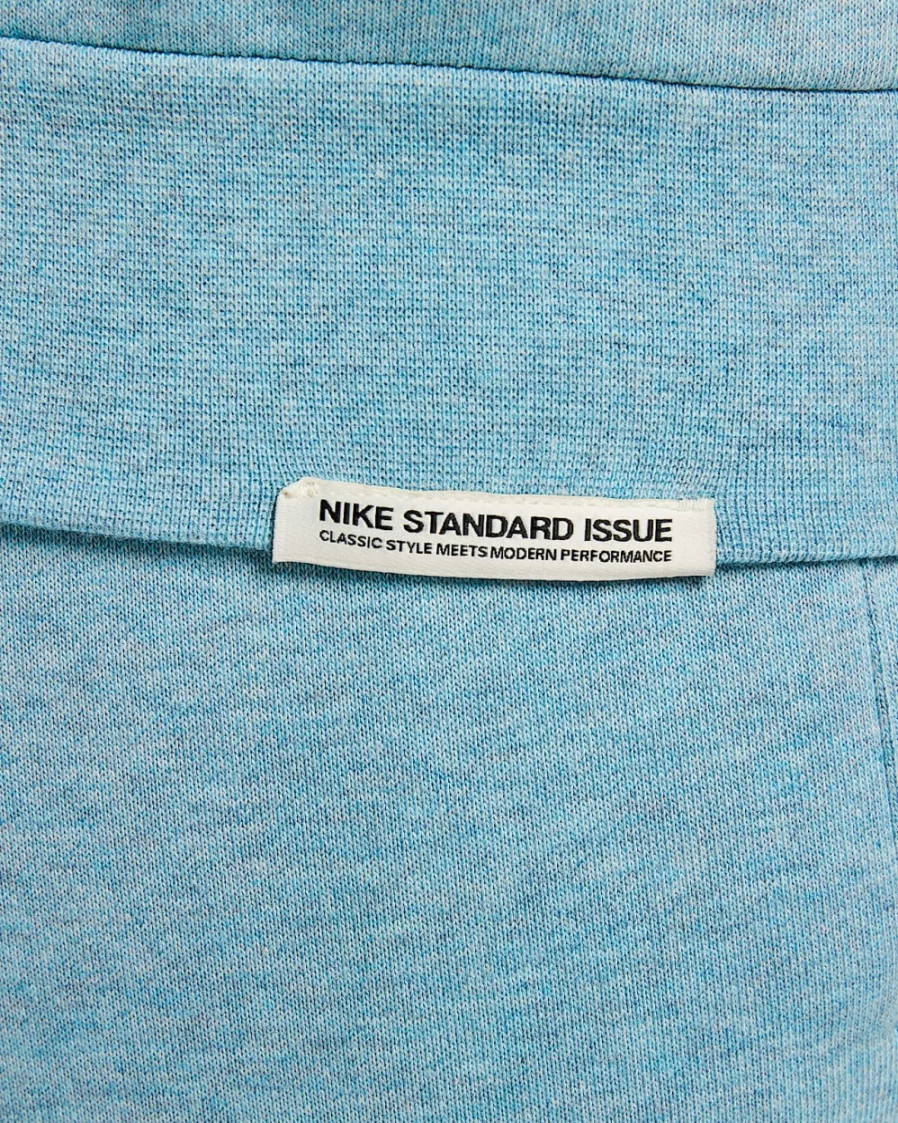 NIKE STANDARD ISSUE
CLASSIC STYLE MEETS MODERN PERFORMANCE